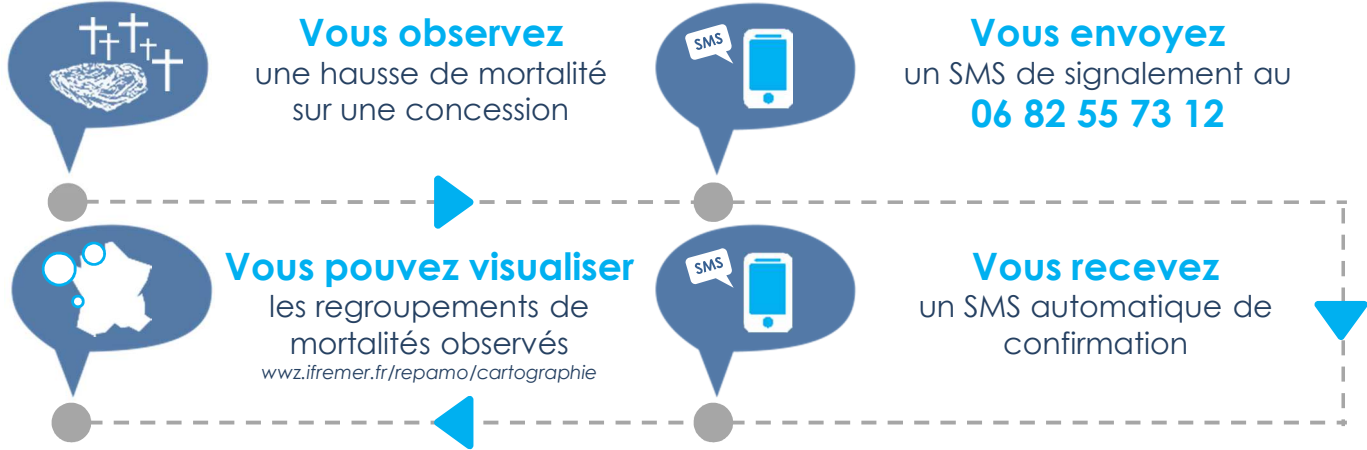 Vous observez
une hausse de mortalité
sur une concession
SMS
Vous envoyez
un SMS de signalement au
06 82 55 73 12
SMS
Vous recevez
un SMS automatique de
confirmation
Vous pouvez visualiser
les regroupements de
mortalités observés
wwz.ifremer.fr/repamo/cartographie